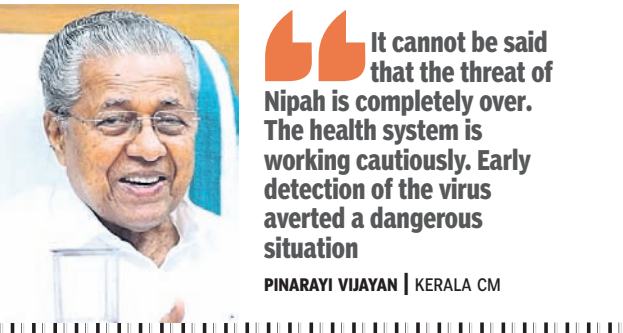 It cannot be said
that the threat of
Nipah is completely over.
The health system is
working cautiously. Early
detection of the virus
averted a dangerous
situation
PINARAYI VIJAYAN | KERALA CM